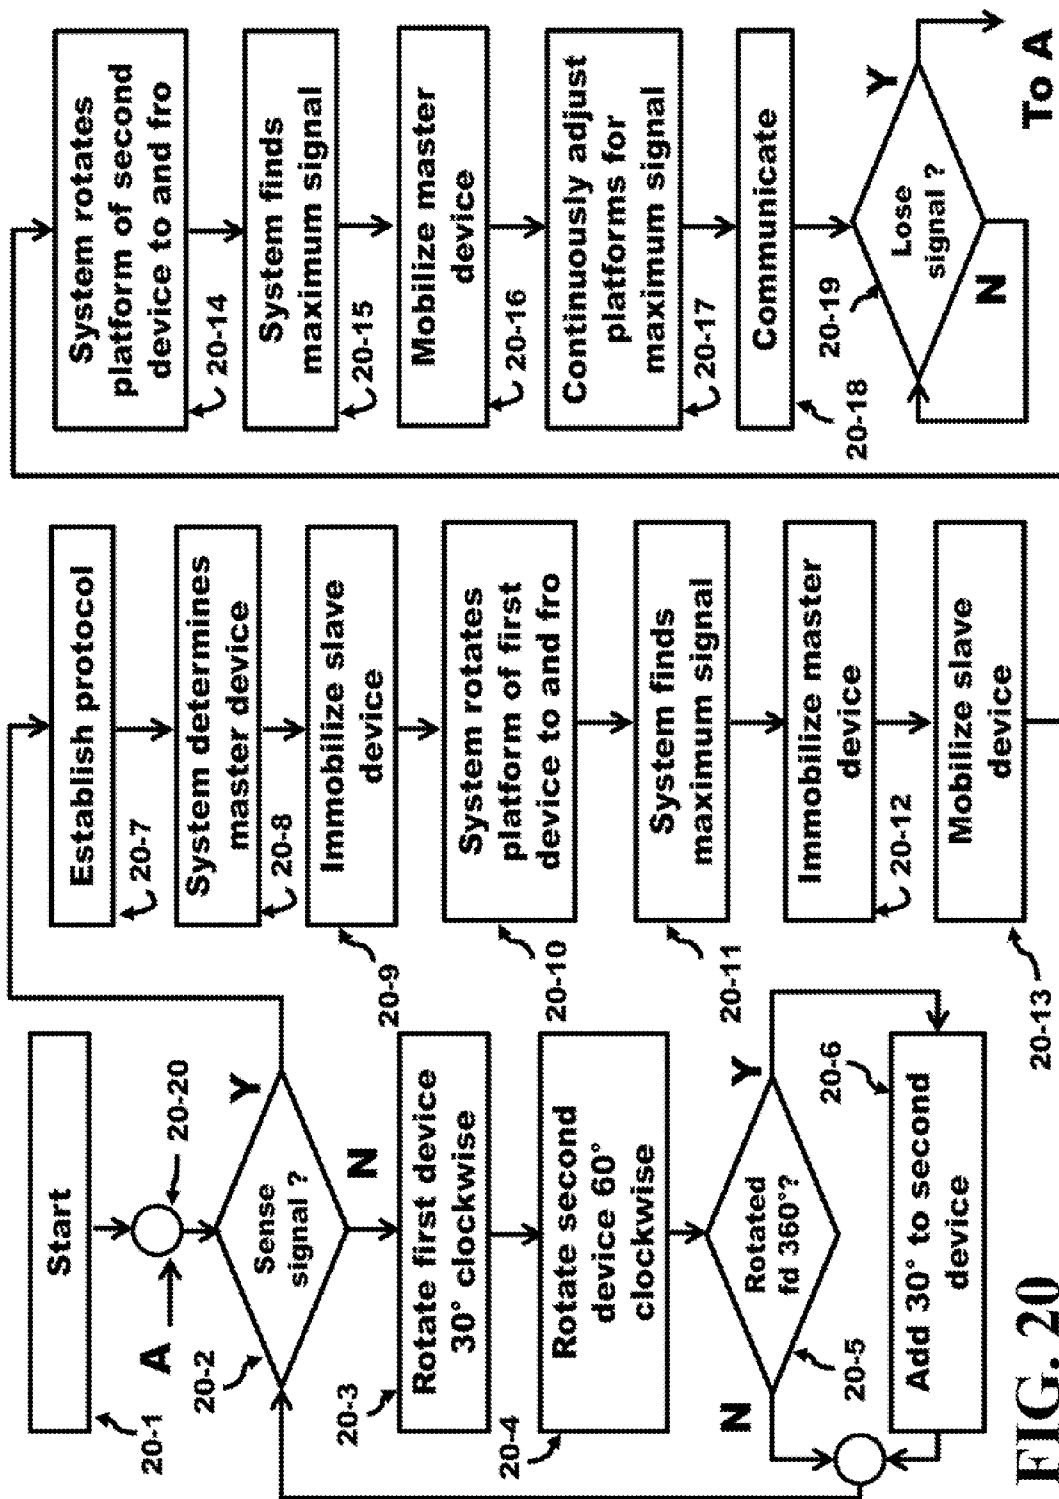 Start
20-1
A
20-20
Sense
signal ?
20-2
Y
N
Rotate first device
30° clockwise
20-3
Rotate second
device 60°
clockwise
20-4
Rotated
fd 360°?
20-5
Y
N
Add 30° to second
device
20-6
Establish protocol
20-7
System determines
master device
20-8
Immobilize slave
device
20-9
System rotates
platform of first
device to and fro
20-10
System finds
maximum signal
20-11
Immobilize master
device
20-12
Mobilize slave
device
20-13
System rotates
platform of second
device to and fro
20-14
System finds
maximum signal
20-15
Mobilize master
device
20-16
Continuously adjust
platforms for
maximum signal
20-17
Communicate
20-18
Lose
signal ?
20-19
Y
N
To A
FIG. 20